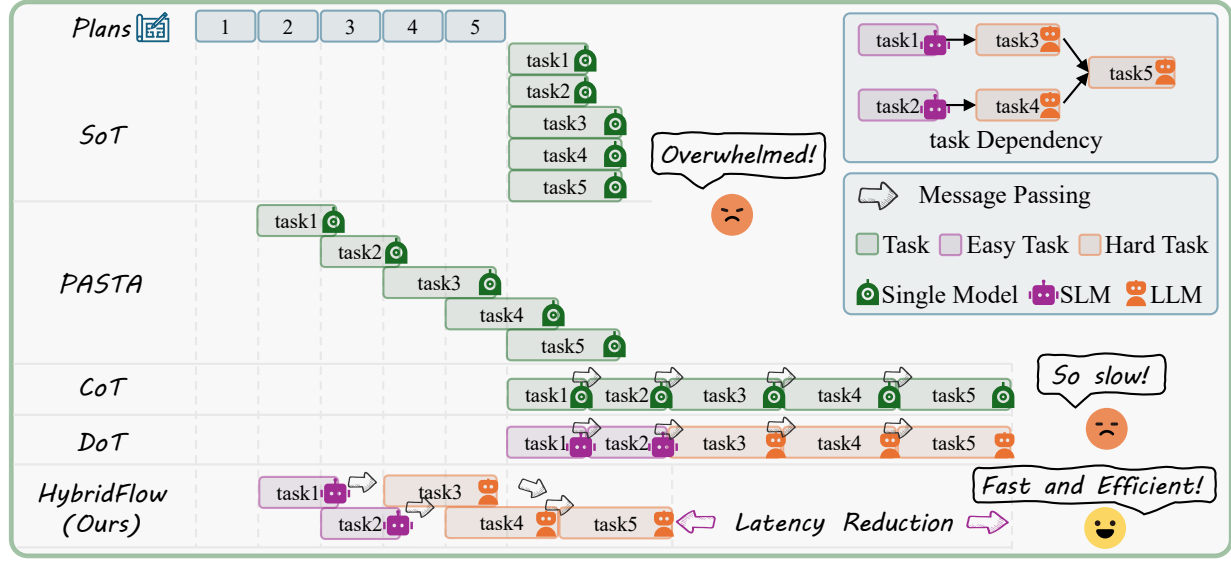 Plans 1 2 3 4 5
SoT
task1
task2
task3
task4
task5
Overwhelmed!
PASTA
task1
task2
task3
task4
task5
CoT
task1 task2 task3 task4 task5
So slow!
DoT
task1 task2 task3 task4 task5
HybridFlow
(Ours)
task1 task3
task2 task4 task5
Latency Reduction
Fast and Efficient!
task1 task3
task5
task2 task4
task Dependency
Message Passing
Task Easy Task Hard Task
Single Model SLM LLM